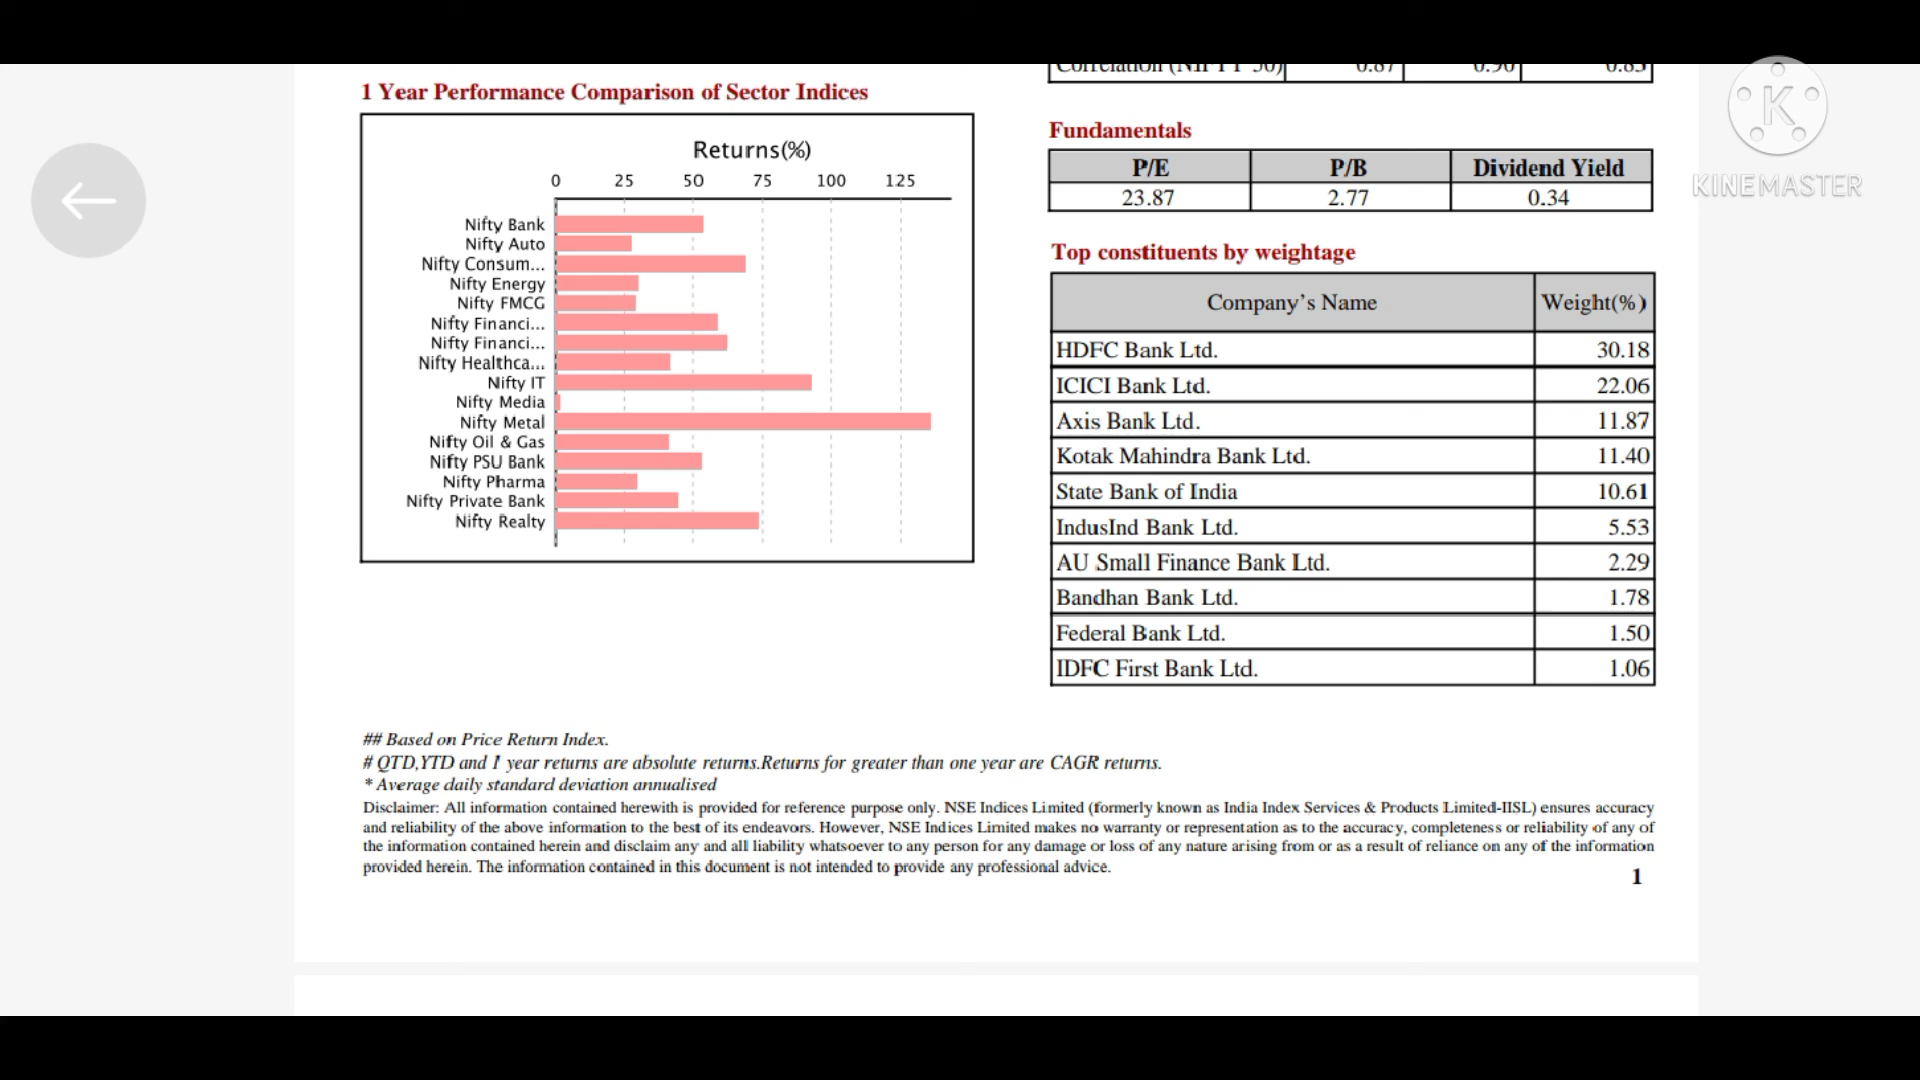 Correlation (NIFTY 50) 0.87 0.90 0.83
KINEMASTER
1 Year Performance Comparison of Sector Indices
Returns(%)
0 25 50 75 100 125
Nifty Bank
Nifty Auto
Nifty Consum...
Nifty Energy
Nifty FMCG
Nifty Financi...
Nifty Financi...
Nifty Healthca...
Nifty IT
Nifty Media
Nifty Metal
Nifty Oil & Gas
Nifty PSU Bank
Nifty Pharma
Nifty Private Bank
Nifty Realty
Fundamentals
P/E P/B Dividend Yield
23.87 2.77 0.34
Top constituents by weightage
Company's Name Weight(%)
HDFC Bank Ltd. 30.18
ICICI Bank Ltd. 22.06
Axis Bank Ltd. 11.87
Kotak Mahindra Bank Ltd. 11.40
State Bank of India 10.61
IndusInd Bank Ltd. 5.53
AU Small Finance Bank Ltd. 2.29
Bandhan Bank Ltd. 1.78
Federal Bank Ltd. 1.50
IDFC First Bank Ltd. 1.06
## Based on Price Return Index.
# QTD,YTD and 1 year returns are absolute returns.Returns for greater than one year are CAGR returns.
* Average daily standard deviation annualised
Disclaimer: All information contained herewith is provided for reference purpose only. NSE Indices Limited (formerly known as India Index Services & Products Limited-IISL) ensures accuracy
and reliability of the above information to the best of its endeavors. However, NSE Indices Limited makes no warranty or representation as to the accuracy, completeness or reliability of any of
the information contained herein and disclaim any and all liability whatsoever to any person for any damage or loss of any nature arising from or as a result of reliance on any of the information
provided herein. The information contained in this document is not intended to provide any professional advice.
1